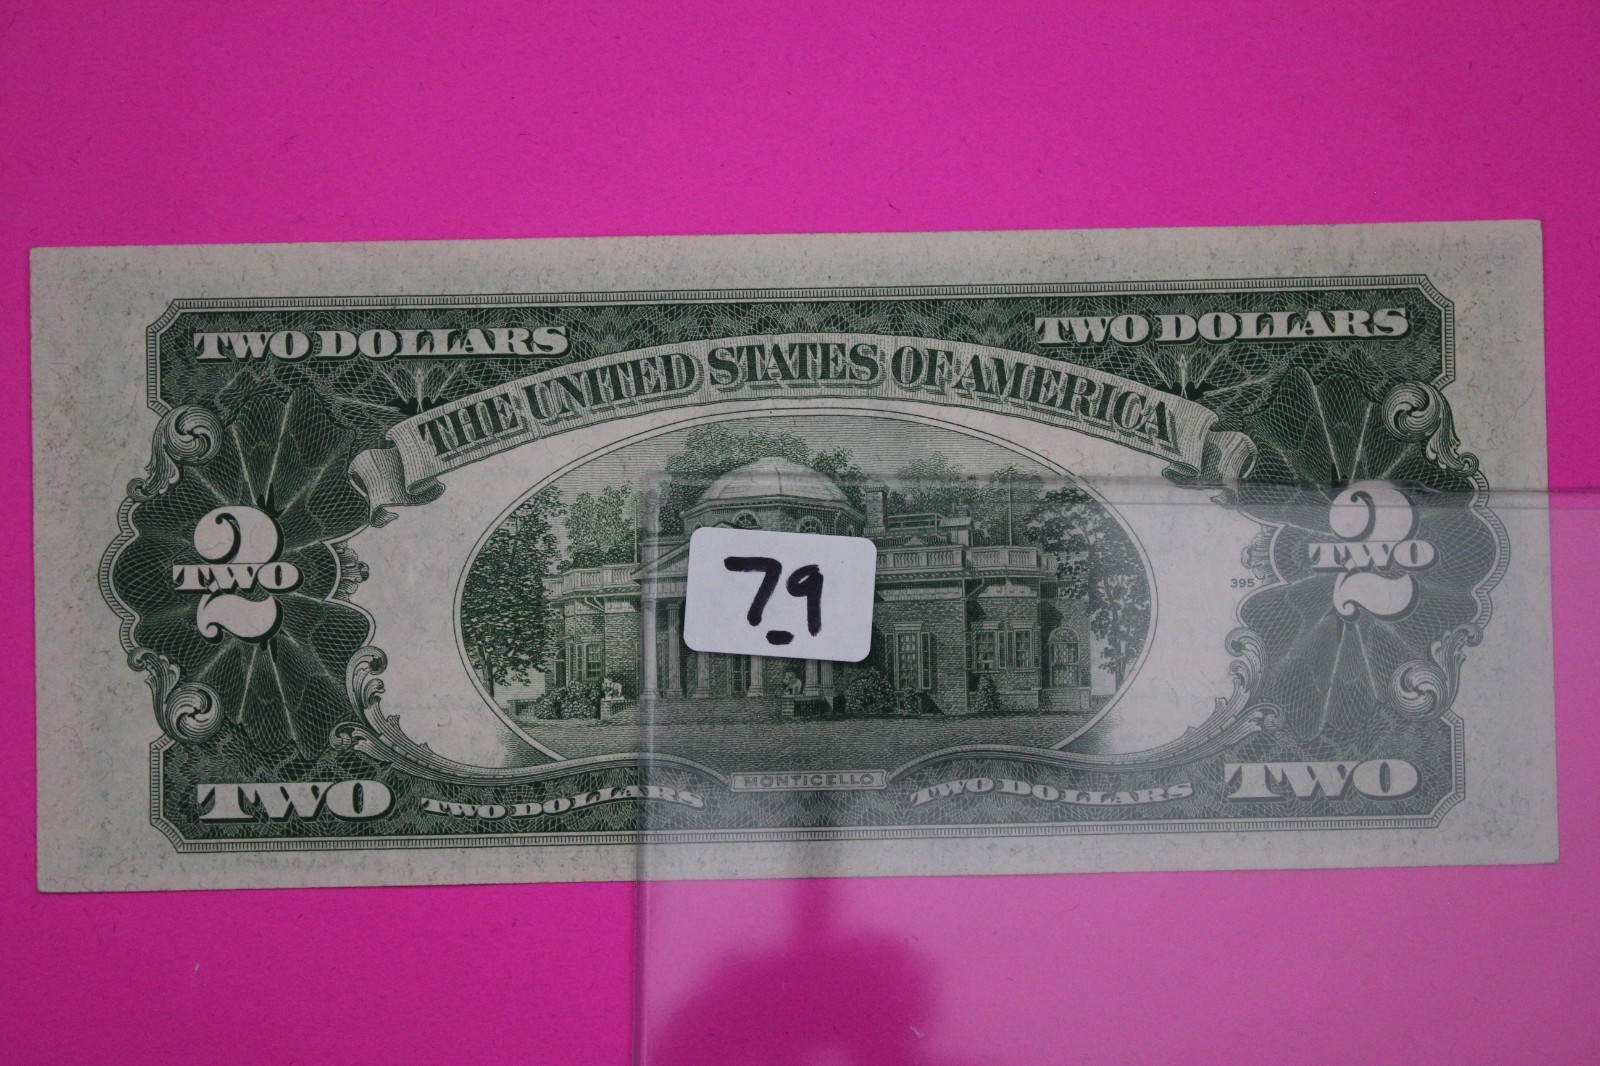 TWO DOLLARS
TWO DOLLARS
THE UNITED STATES OF AMERICA
2
TWO
2
TWO
79
395
MONTICELLO
TWO
TWO DOLLARS
TWO DOLLARS
TWO